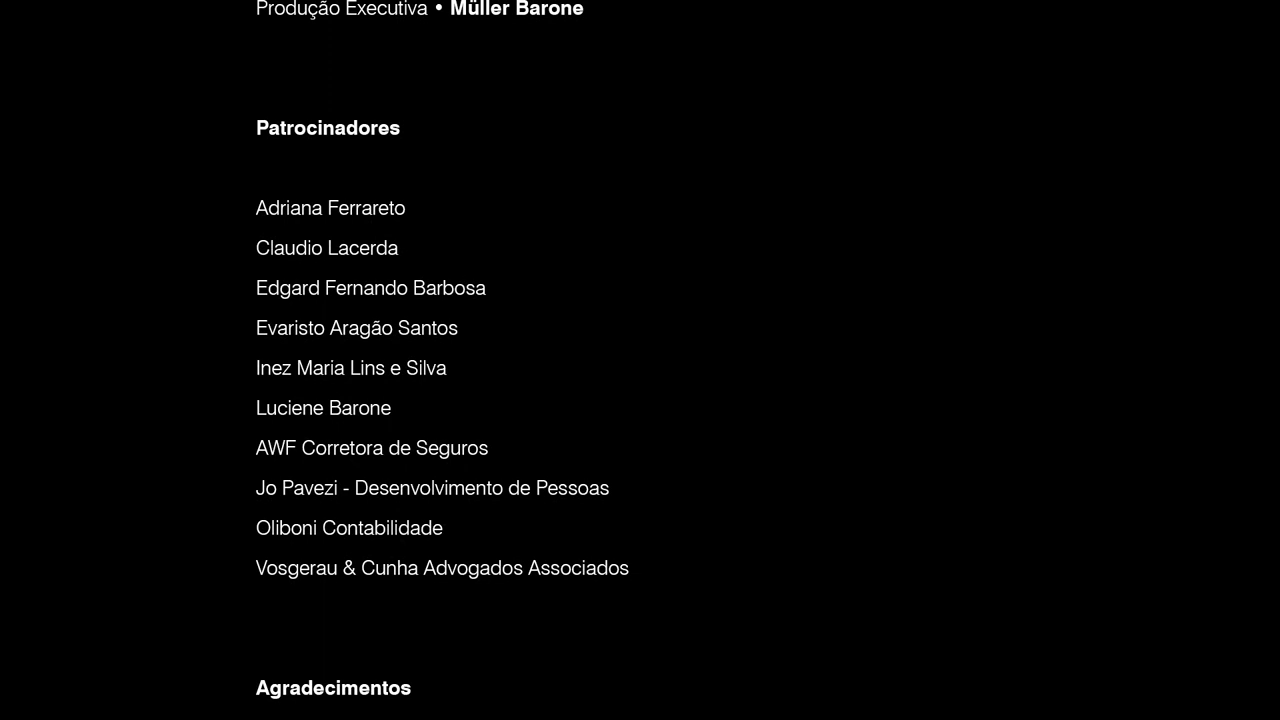 Produção Executiva • Müller Barone
Patrocinadores
Adriana Ferrareto
Claudio Lacerda
Edgard Fernando Barbosa
Evaristo Aragão Santos
Inez Maria Lins e Silva
Luciene Barone
AWF Corretora de Seguros
Jo Pavezi - Desenvolvimento de Pessoas
Oliboni Contabilidade
Vosgerau & Cunha Advogados Associados
Agradecimentos